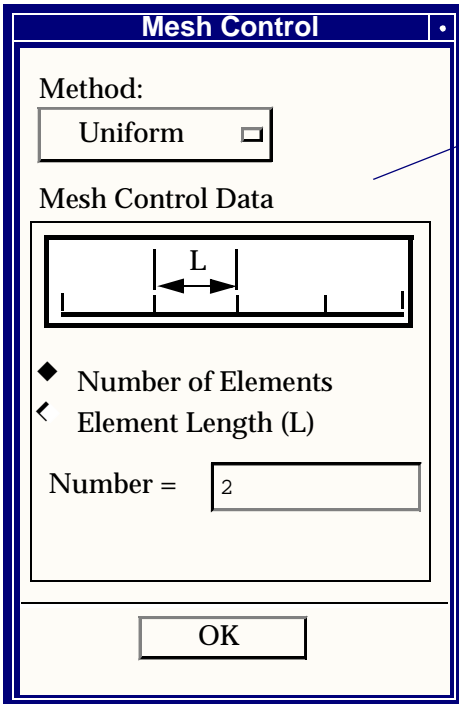 Mesh Control
Method:
Uniform
Mesh Control Data
L
Number of Elements
Element Length (L)
Number = 2
OK